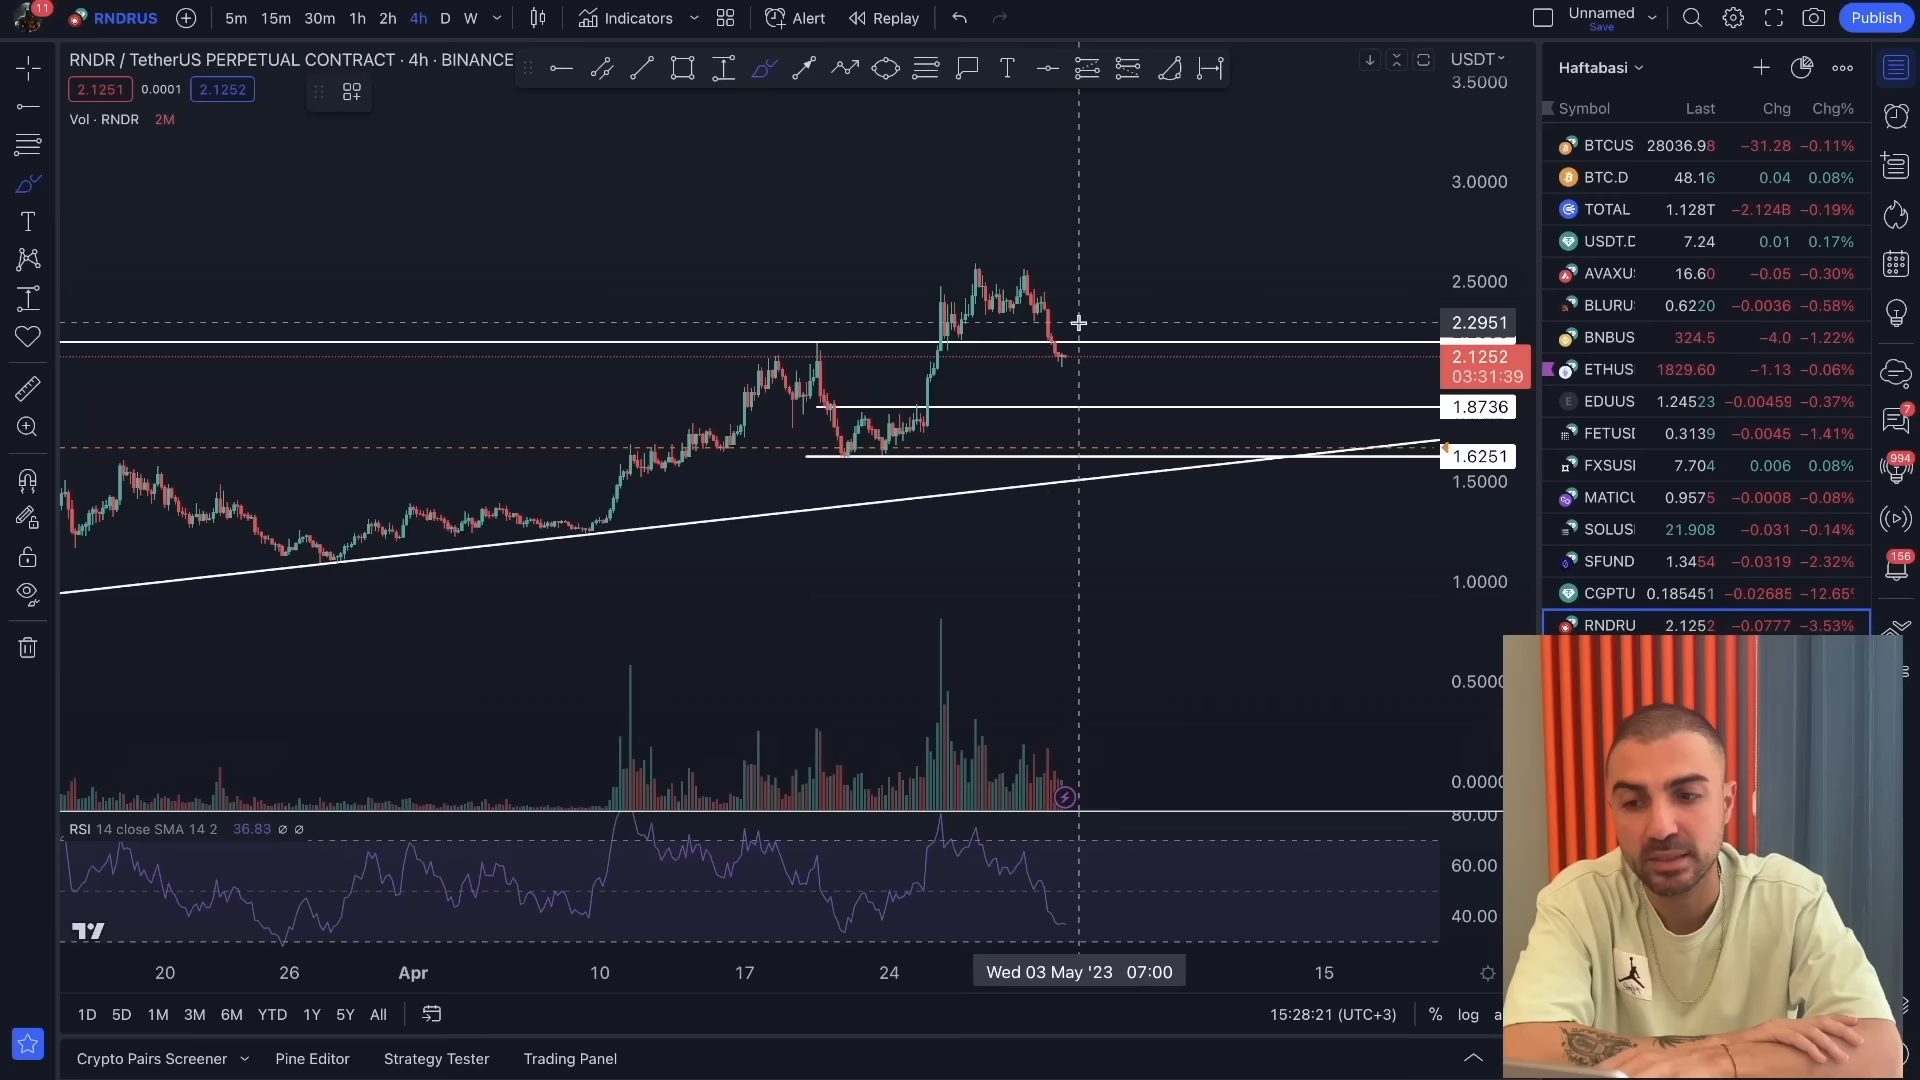 11 RNDRUS 5m 15m 30m 1h 2h 4h D W Indicators Alert Replay Unnamed Save Publish
RNDR / TetherUS PERPETUAL CONTRACT · 4h · BINANCE
2.1251 0.0001 2.1252
Vol · RNDR 2M
USDT
3.5000
3.0000
2.5000
2.2951
2.1252
03:31:39
1.8736
1.6251
1.5000
1.0000
0.5000
0.0000
80.00
60.00
40.00
RSI 14 close SMA 14 2 36.83 ∅ ∅
20 26 Apr 10 17 24 Wed 03 May '23 07:00 15
1D 5D 1M 3M 6M YTD 1Y 5Y All 15:28:21 (UTC+3) % log
Crypto Pairs Screener Pine Editor Strategy Tester Trading Panel
Haftabasi
Symbol Last Chg Chg%
BTCUS 28036.98 −31.28 −0.11%
BTC.D 48.16 0.04 0.08%
TOTAL 1.128T −2.124B −0.19%
USDT.D 7.24 0.01 0.17%
AVAXU 16.60 −0.05 −0.30%
BLURU 0.6220 −0.0036 −0.58%
BNBUS 324.5 −4.0 −1.22%
ETHUS 1829.60 −1.13 −0.06%
EDUUS 1.24523 −0.00459 −0.37%
FETUSD 0.3139 −0.0045 −1.41%
FXSUS 7.704 0.006 0.08%
MATICU 0.9575 −0.0008 −0.08%
SOLUS 21.908 −0.031 −0.14%
SFUND 1.3454 −0.0319 −2.32%
CGPTU 0.185451 −0.02685 −12.65
RNDRU 2.1252 −0.0777 −3.53%
7
994
156